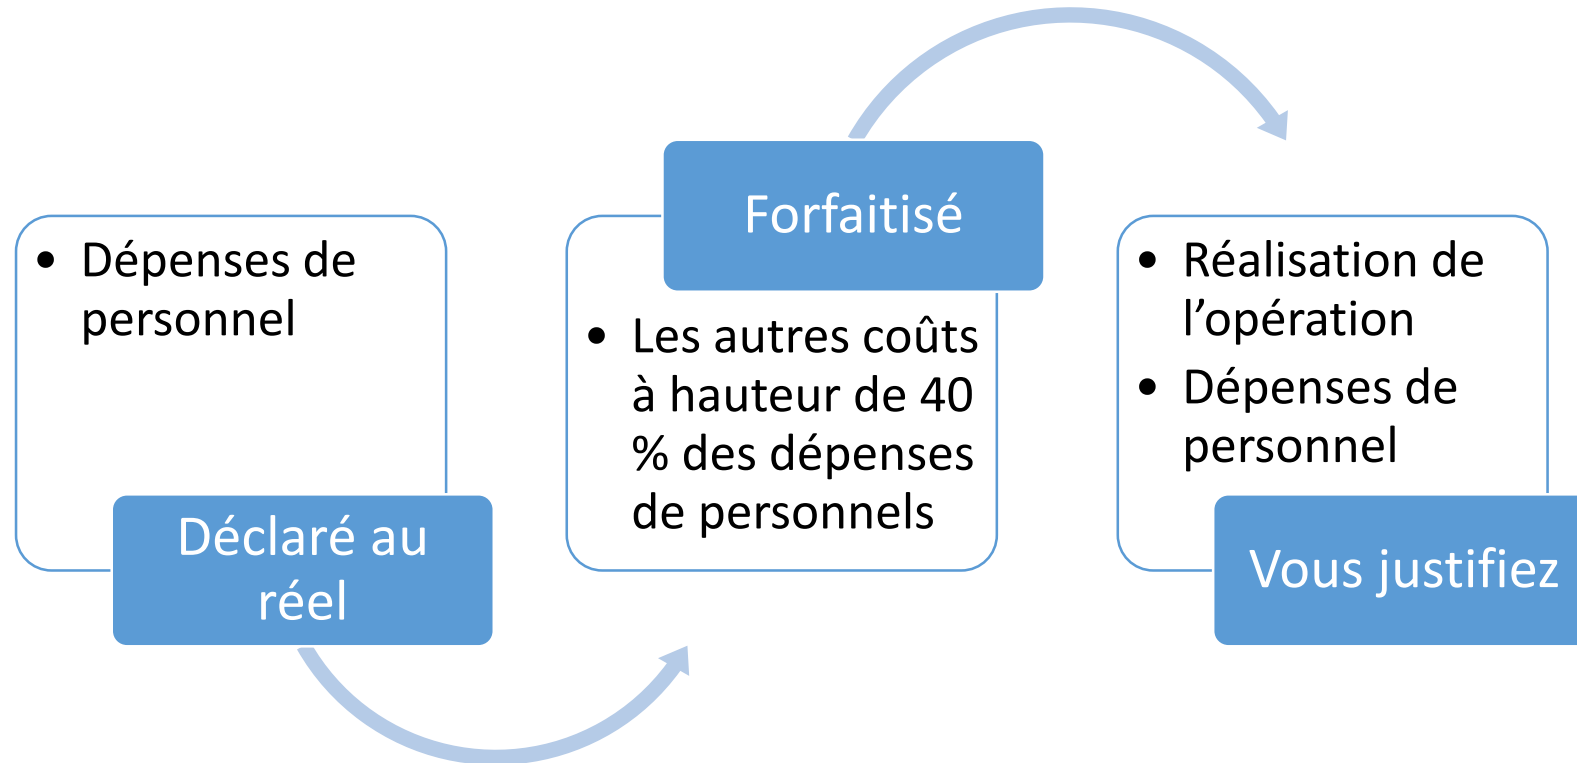 • Dépenses de
personnel
Déclaré au
réel
Forfaitisé
• Les autres coûts
à hauteur de 40
% des dépenses
de personnels
• Réalisation de
l’opération
• Dépenses de
personnel
Vous justifiez